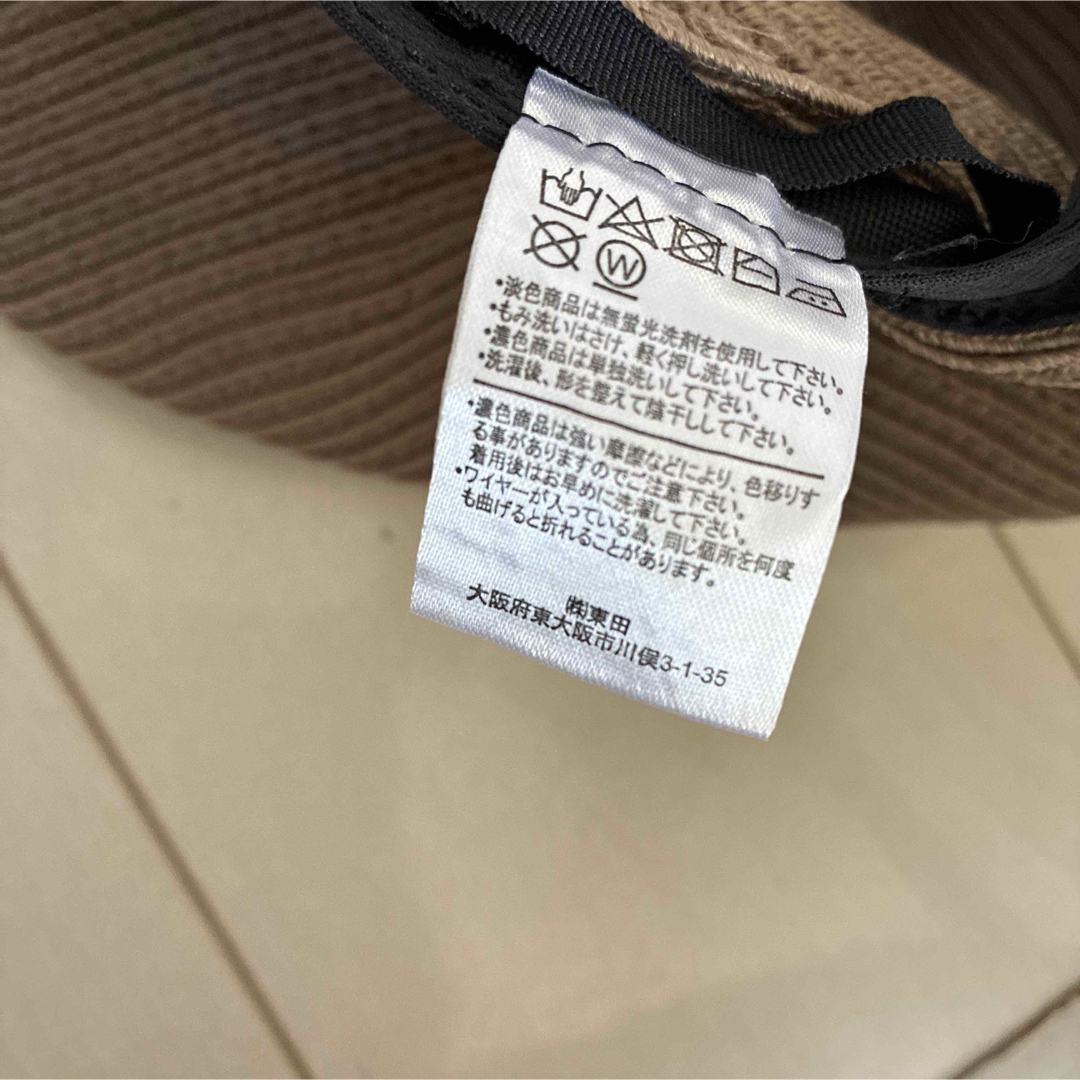 W
•淡色商品は無蛍光洗剤を使用して下さい。
•もみ洗いはさけ、軽く押し洗いして下さい。
•濃色商品は単独洗いして下さい。
•洗濯後、形を整えて陰干しして下さい。
•濃色商品は強い摩擦などにより、色移りす
る事がありますのでご注意下さい。
着用後はお早めに洗濯して下さい。
•ワイヤーが入っている為、同じ個所を何度
も曲げると折れることがあります。
㈱東田
大阪府東大阪市川俣3-1-35